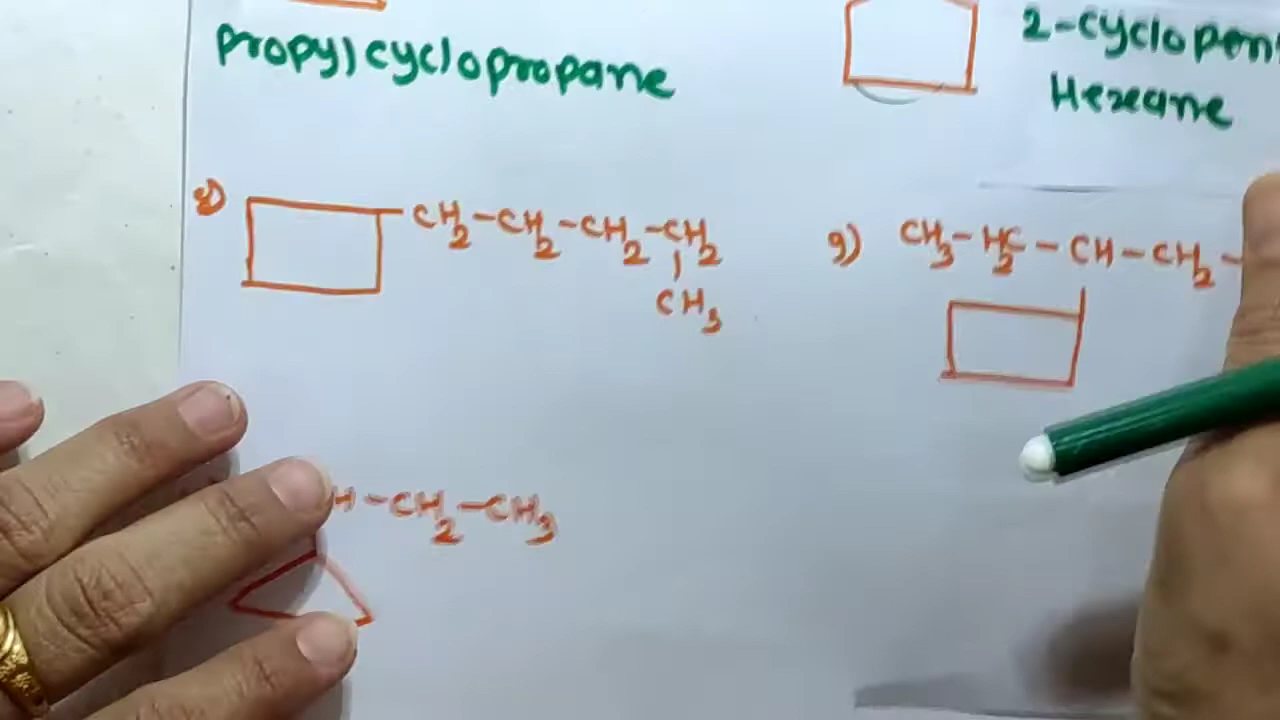 propylcyclopropane
2-cyclopen
Hexane
8) CH2-CH2-CH2-CH2
CH3
9) CH3-H2C-CH-CH2-
H-CH2-CH3